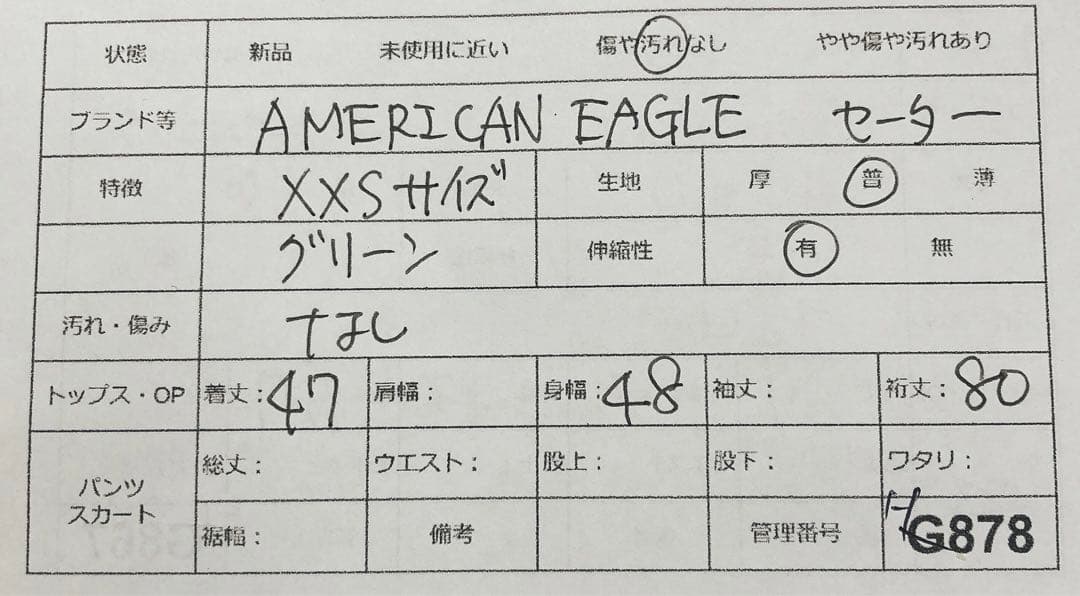 状態 新品 未使用に近い 傷や汚れなし やや傷や汚れあり
ブランド等 AMERICAN EAGLE セーター
特徴 XXSサイズ 生地 厚 普 薄
グリーン 伸縮性 有 無
汚れ・傷み なし
トップス・OP 着丈：47 肩幅： 身幅：48 袖丈： 裄丈：80
パンツ スカート 総丈： ウエスト： 股上： 股下： ワタリ：
裾幅： 備考 管理番号 HG878